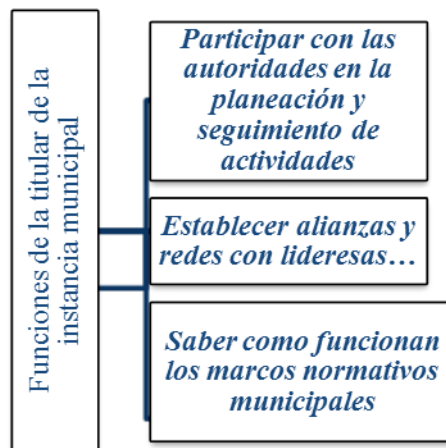 Funciones de la titular de la
instancia municipal
Participar con las
autoridades en la
planeación y
seguimiento de
actividades
Establecer alianzas y
redes con lideresas…
Saber como funcionan
los marcos normativos
municipales